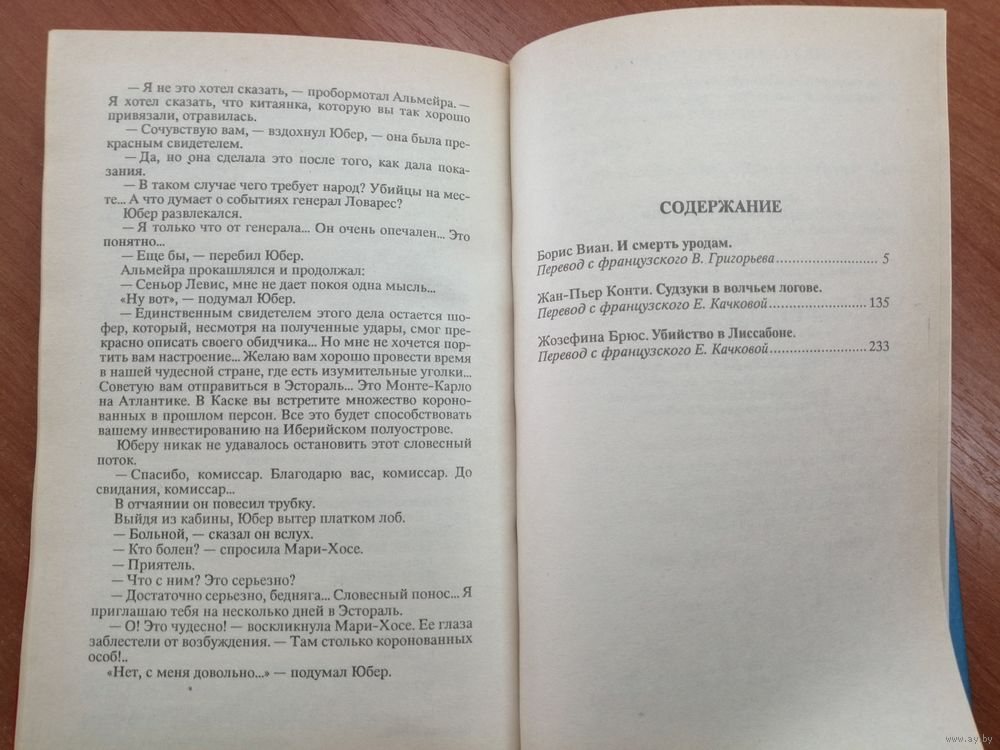 — Я не это хотел сказать, — пробормотал Альмейра. —
Я хотел сказать, что китаянка, которую вы так хорошо
привязали, отравилась.
— Сочувствую вам, — вздохнул Юбер, — она была пре-
красным свидетелем.
— Да, но она сделала это после того, как дала пока-
зания.
— В таком случае чего требует народ? Убийцы на мес-
те... А что думает о событиях генерал Ловарес?
Юбер развлекался.
— Я только что от генерала... Он очень опечален... Это
понятно...
— Еще бы, — перебил Юбер.
Альмейра прокашлялся и продолжал:
— Сеньор Левис, мне не дает покоя одна мысль...
«Ну вот», — подумал Юбер.
— Единственным свидетелем этого дела остается шо-
фер, который, несмотря на полученные удары, смог пре-
красно описать своего обидчика... Но мне не хочется пор-
тить вам настроение... Желаю вам хорошо провести время
в нашей чудесной стране, где есть изумительные уголки...
Советую вам отправиться в Эстораль... Это Монте-Карло
на Атлантике. В Каске вы встретите множество короно-
ванных в прошлом персон. Все это будет способствовать
вашему инвестированию на Иберийском полуострове.
Юберу никак не удавалось остановить этот словесный
поток.
— Спасибо, комиссар. Благодарю вас, комиссар. До
свидания, комиссар...
В отчаянии он повесил трубку.
Выйдя из кабины, Юбер вытер платком лоб.
— Больной, — сказал он вслух.
— Кто болен? — спросила Мари-Хосе.
— Приятель.
— Что с ним? Это серьезно?
— Достаточно серьезно, бедняга... Словесный понос... Я
приглашаю тебя на несколько дней в Эстораль.
— О! Это чудесно! — воскликнула Мари-Хосе. Ее глаза
заблестели от возбуждения. — Там столько коронованных
особ!..
«Нет, с меня довольно...» — подумал Юбер.
СОДЕРЖАНИЕ
Борис Виан. И смерть уродам.
Перевод с французского В. Григорьева ........ 5
Жан-Пьер Конти. Судзуки в волчьем логове.
Перевод с французского Е. Качковой ........ 135
Жозефина Брюс. Убийство в Лиссабоне.
Перевод с французского Е. Качковой ........ 233
www.ay.by